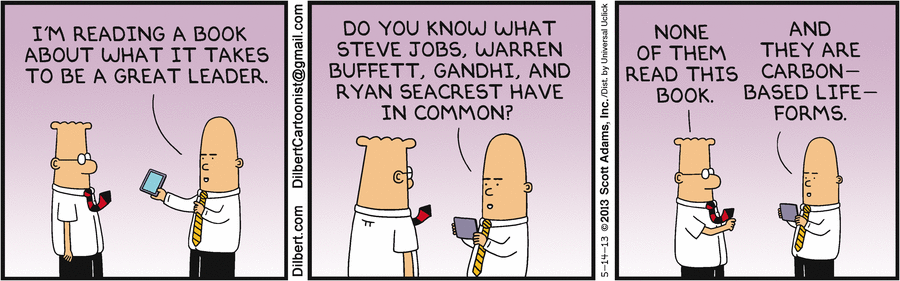 I'M READING A BOOK
ABOUT WHAT IT TAKES
TO BE A GREAT LEADER.
Dilbert.com DilbertCartoonist@gmail.com
DO YOU KNOW WHAT
STEVE JOBS, WARREN
BUFFETT, GANDHI, AND
RYAN SEACREST HAVE
IN COMMON?
5-14-13 © 2013 Scott Adams, Inc. /Dist. by Universal Uclick
NONE
OF THEM
READ THIS
BOOK.
AND
THEY ARE
CARBON-
BASED LIFE-
FORMS.